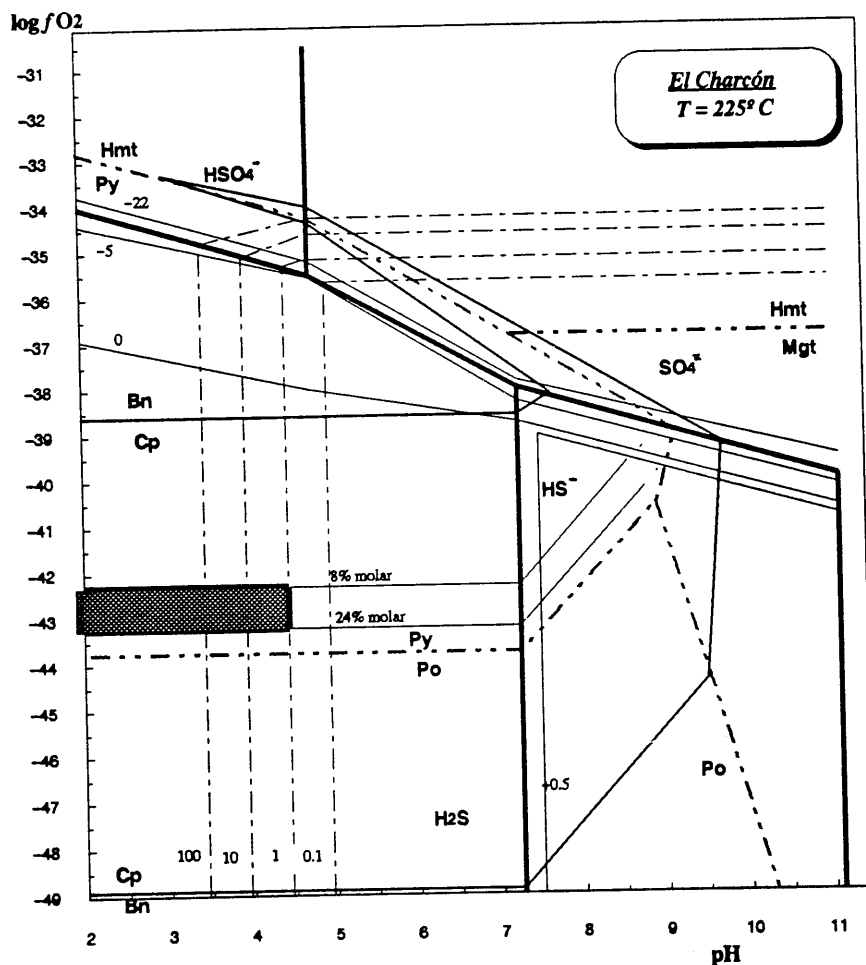 logfO2
El Charcón
T = 225º C
-31
-32
-33
-34
-35
-36
-37
-38
-39
-40
-41
-42
-43
-44
-45
-46
-47
-48
-49
Hmt
Py
HSO4-
-22
-5
0
Hmt
Mgt
SO4=
Bn
Cp
HS-
8% molar
24% molar
Py
Po
+0.5
Po
H2S
100
10
1
0.1
Cp
Bn
2
3
4
5
6
7
8
9
10
11
pH